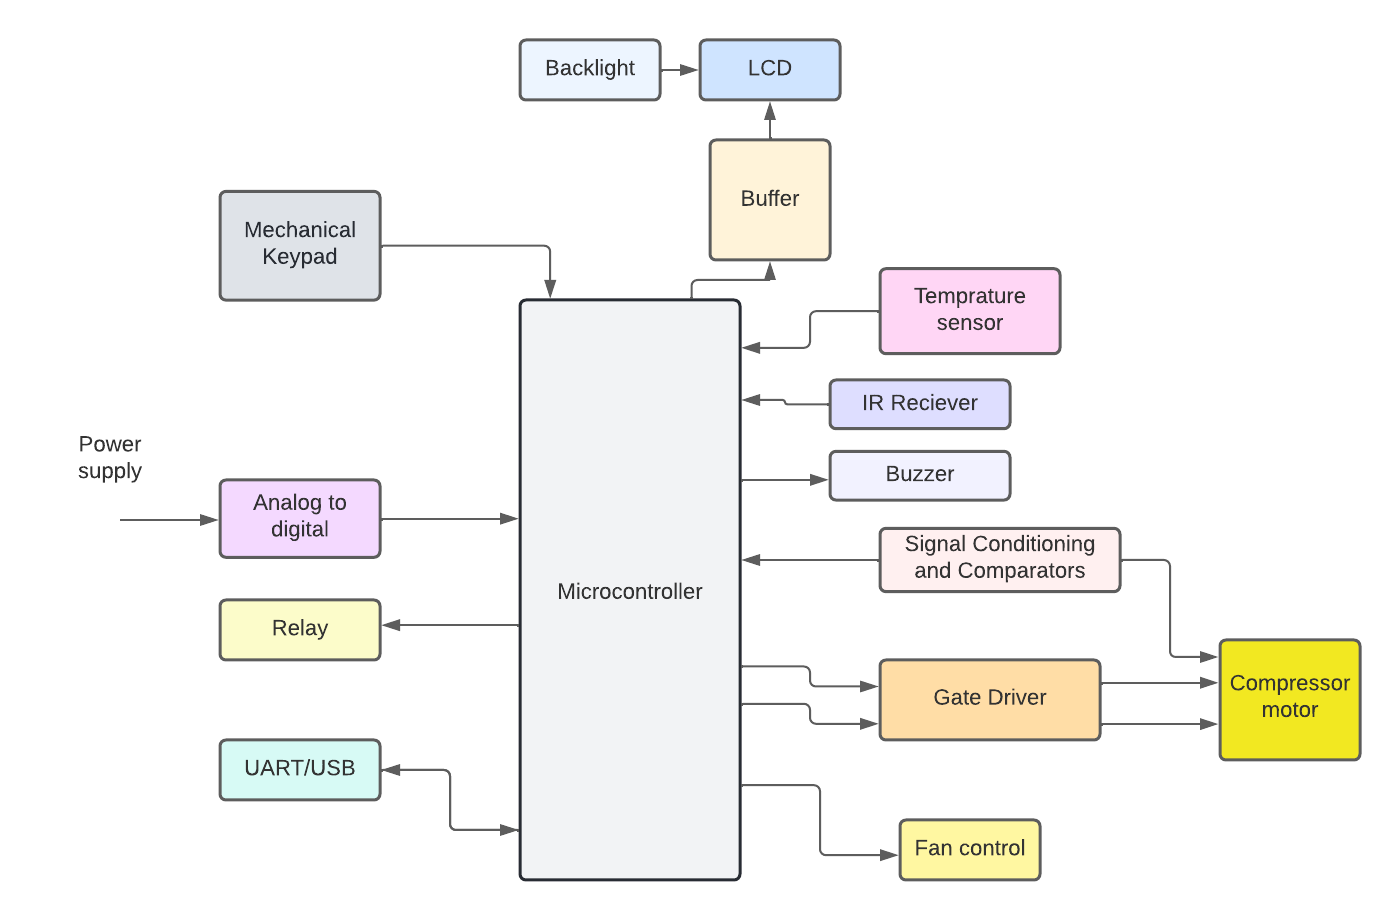 Backlight
LCD
Buffer
Mechanical
Keypad
Temprature
sensor
IR Reciever
Power
supply
Buzzer
Analog to
digital
Signal Conditioning
and Comparators
Microcontroller
Relay
Gate Driver
Compressor
motor
UART/USB
Fan control